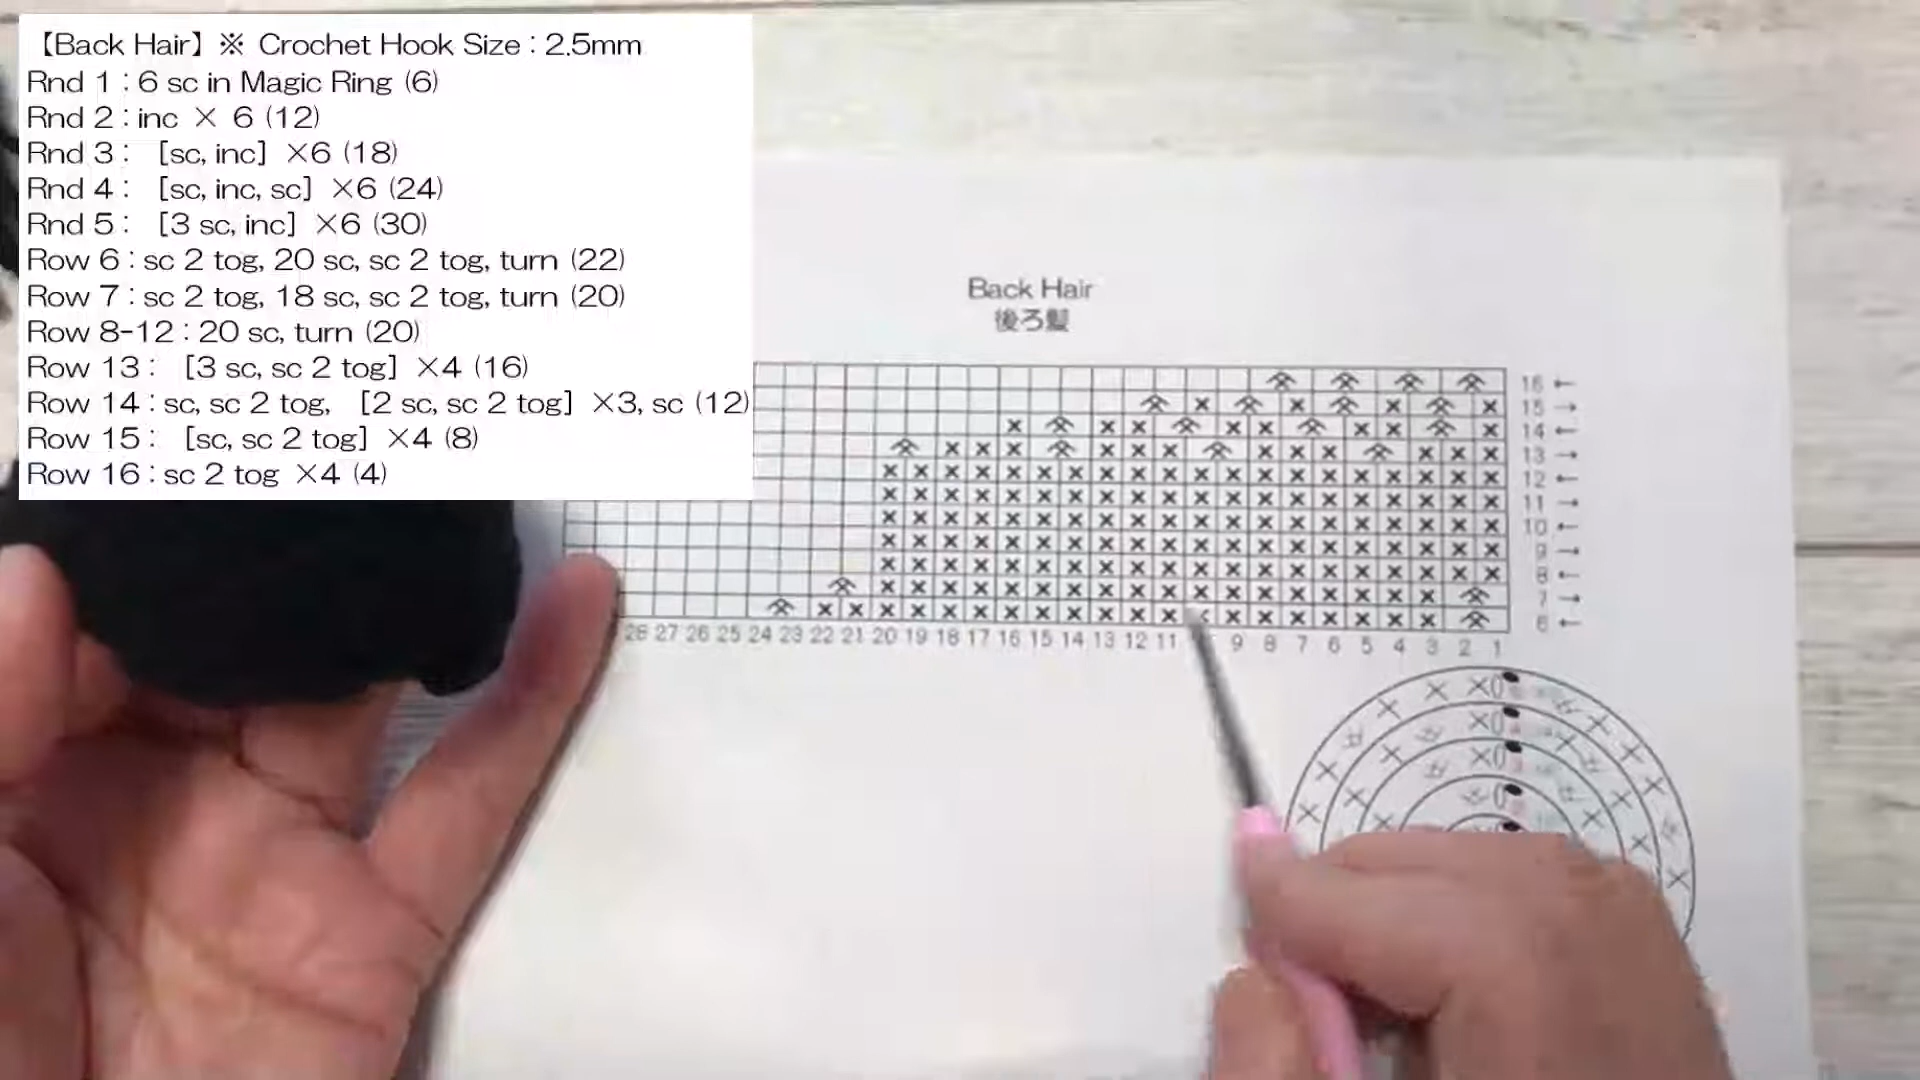 【Back Hair】※ Crochet Hook Size : 2.5mm
Rnd 1 : 6 sc in Magic Ring (6)
Rnd 2 : inc × 6 (12)
Rnd 3 : [sc, inc] ×6 (18)
Rnd 4 : [sc, inc, sc] ×6 (24)
Rnd 5 : [3 sc, inc] ×6 (30)
Row 6 : sc 2 tog, 20 sc, sc 2 tog, turn (22)
Row 7 : sc 2 tog, 18 sc, sc 2 tog, turn (20)
Row 8-12 : 20 sc, turn (20)
Row 13 : [3 sc, sc 2 tog] ×4 (16)
Row 14 : sc, sc 2 tog, [2 sc, sc 2 tog] ×3, sc (12)
Row 15 : [sc, sc 2 tog] ×4 (8)
Row 16 : sc 2 tog ×4 (4)
Back Hair
後ろ髪
16 ←
15 →
14 ←
13 →
12 ←
11 →
10 ←
9 →
8 ←
7 →
6 ←
28 27 26 25 24 23 22 21 20 19 18 17 16 15 14 13 12 11 9 8 7 6 5 4 3 2 1